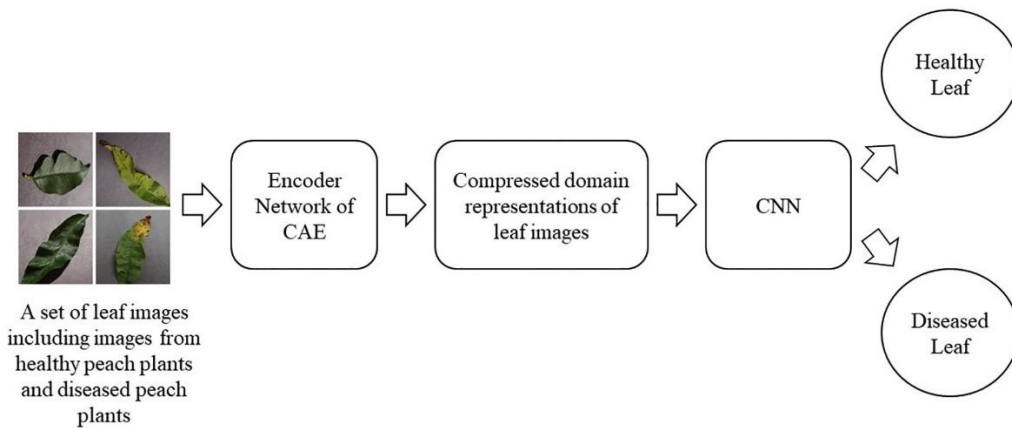 A set of leaf images
including images from
healthy peach plants
and diseased peach
plants
Encoder
Network of
CAE
Compressed domain
representations of
leaf images
CNN
Healthy
Leaf
Diseased
Leaf